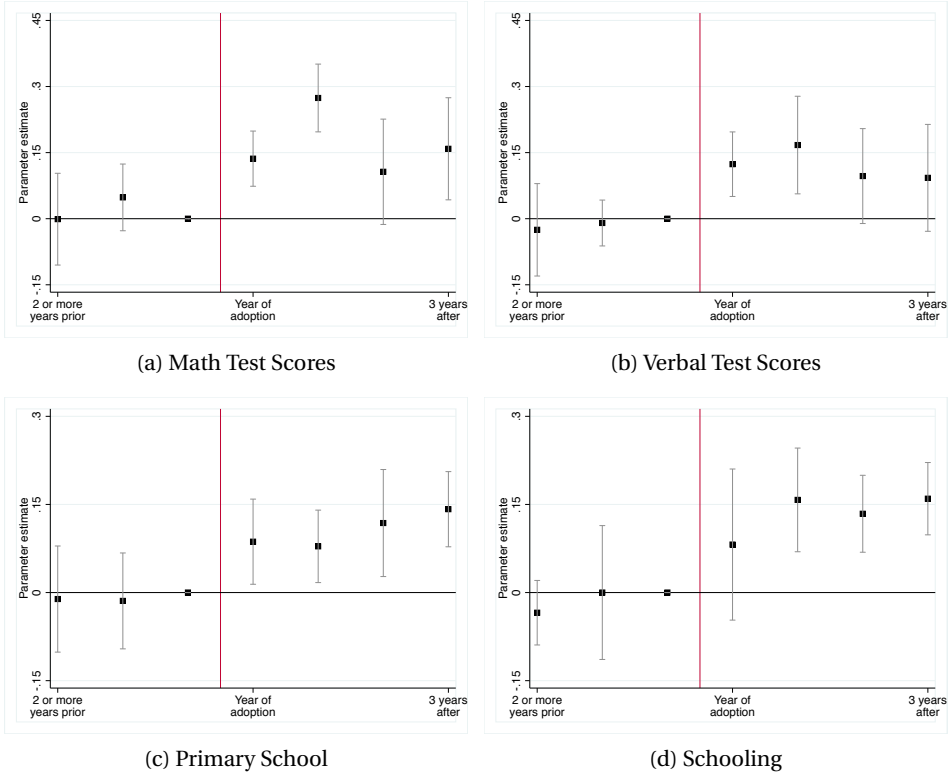 .45
.3
.15
0
-.15
Parameter estimate
2 or more
years prior
Year of
adoption
3 years
after
(a) Math Test Scores
.45
.3
.15
0
-.15
Parameter estimate
2 or more
years prior
Year of
adoption
3 years
after
(b) Verbal Test Scores
.3
.15
0
-.15
Parameter estimate
2 or more
years prior
Year of
adoption
3 years
after
(c) Primary School
.3
.15
0
-.15
Parameter estimate
2 or more
years prior
Year of
adoption
3 years
after
(d) Schooling